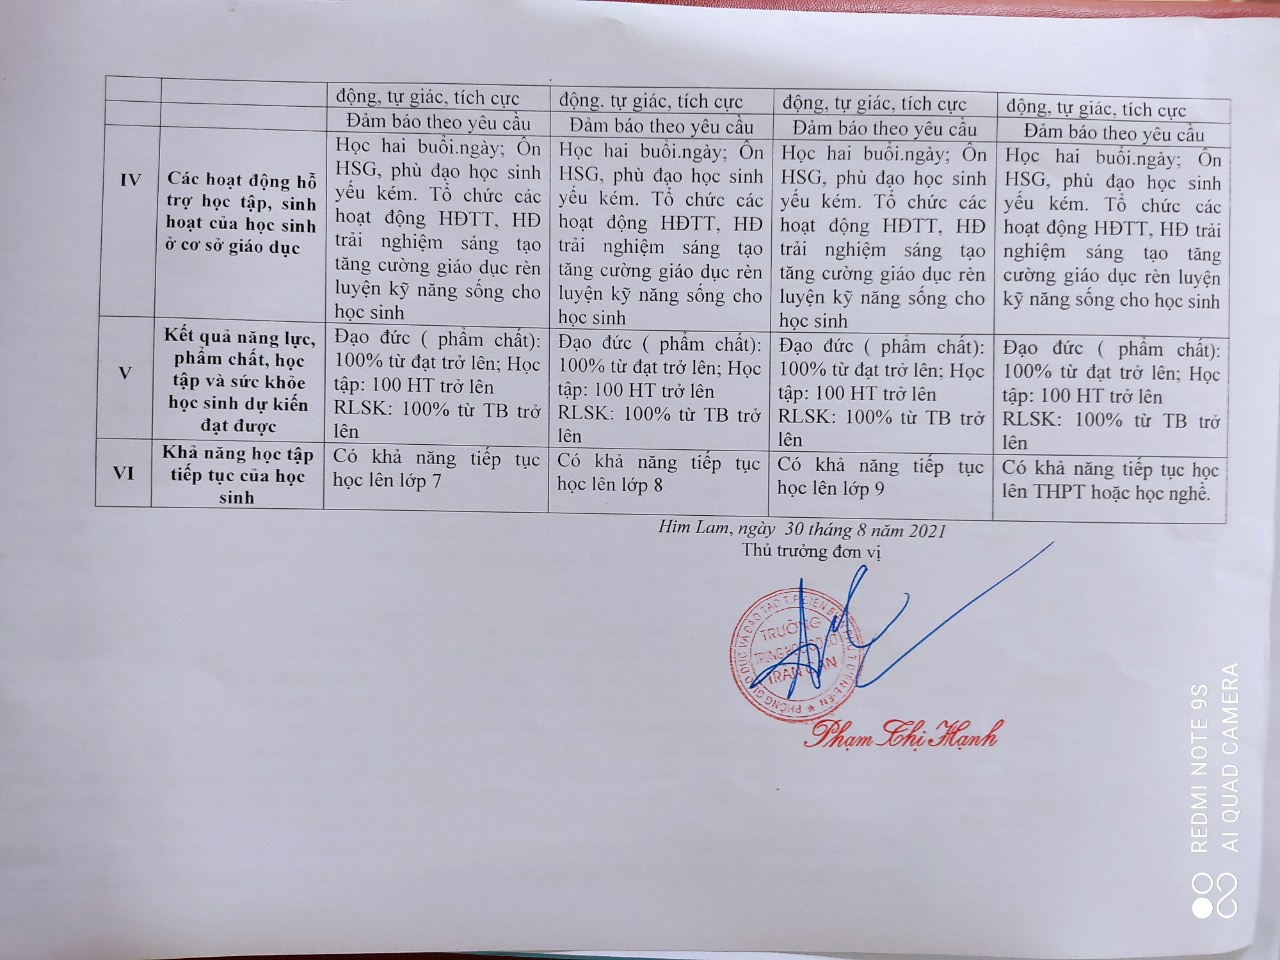 động, tự giác, tích cực
động, tự giác, tích cực
động, tự giác, tích cực
động, tự giác, tích cực
Đảm bảo theo yêu cầu
Đảm bảo theo yêu cầu
Đảm bảo theo yêu cầu
Đảm bảo theo yêu cầu
IV
Các hoạt động hỗ
trợ học tập, sinh
hoạt của học sinh
ở cơ sở giáo dục
Học hai buổi.ngày; Ôn
HSG, phù đạo học sinh
yếu kém. Tổ chức các
hoạt động HĐTT, HĐ
trải nghiệm sáng tạo
tăng cường giáo dục rèn
luyện kỹ năng sống cho
học sinh
Học hai buổi.ngày; Ôn
HSG, phù đạo học sinh
yếu kém. Tổ chức các
hoạt động HĐTT, HĐ
trải nghiệm sáng tạo
tăng cường giáo dục rèn
luyện kỹ năng sống cho
học sinh
Học hai buổi.ngày; Ôn
HSG, phù đạo học sinh
yếu kém. Tổ chức các
hoạt động HĐTT, HĐ
trải nghiệm sáng tạo
tăng cường giáo dục rèn
luyện kỹ năng sống cho
học sinh
Học hai buổi.ngày; Ôn
HSG, phù đạo học sinh
yếu kém. Tổ chức các
hoạt động HĐTT, HĐ trải
nghiệm sáng tạo tăng
cường giáo dục rèn luyện
kỹ năng sống cho học sinh
V
Kết quả năng lực,
phẩm chất, học
tập và sức khỏe
học sinh dự kiến
đạt được
Đạo đức ( phẩm chất):
100% từ đạt trở lên; Học
tập: 100 HT trở lên
RLSK: 100% từ TB trở
lên
Đạo đức ( phẩm chất):
100% từ đạt trở lên; Học
tập: 100 HT trở lên
RLSK: 100% từ TB trở
lên
Đạo đức ( phẩm chất):
100% từ đạt trở lên; Học
tập: 100 HT trở lên
RLSK: 100% từ TB trở
lên
Đạo đức ( phẩm chất):
100% từ đạt trở lên; Học
tập: 100 HT trở lên
RLSK: 100% từ TB trở
lên
VI
Khả năng học tập
tiếp tục của học
sinh
Có khả năng tiếp tục
học lên lớp 7
Có khả năng tiếp tục
học lên lớp 8
Có khả năng tiếp tục
học lên lớp 9
Có khả năng tiếp tục học
lên THPT hoặc học nghề.
Him Lam, ngày 30 tháng 8 năm 2021
Thủ trưởng đơn vị
TRƯỜNG
TRẦN CAN
Phạm Thị Hạnh
REDMI NOTE 9S
AI QUAD CAMERA